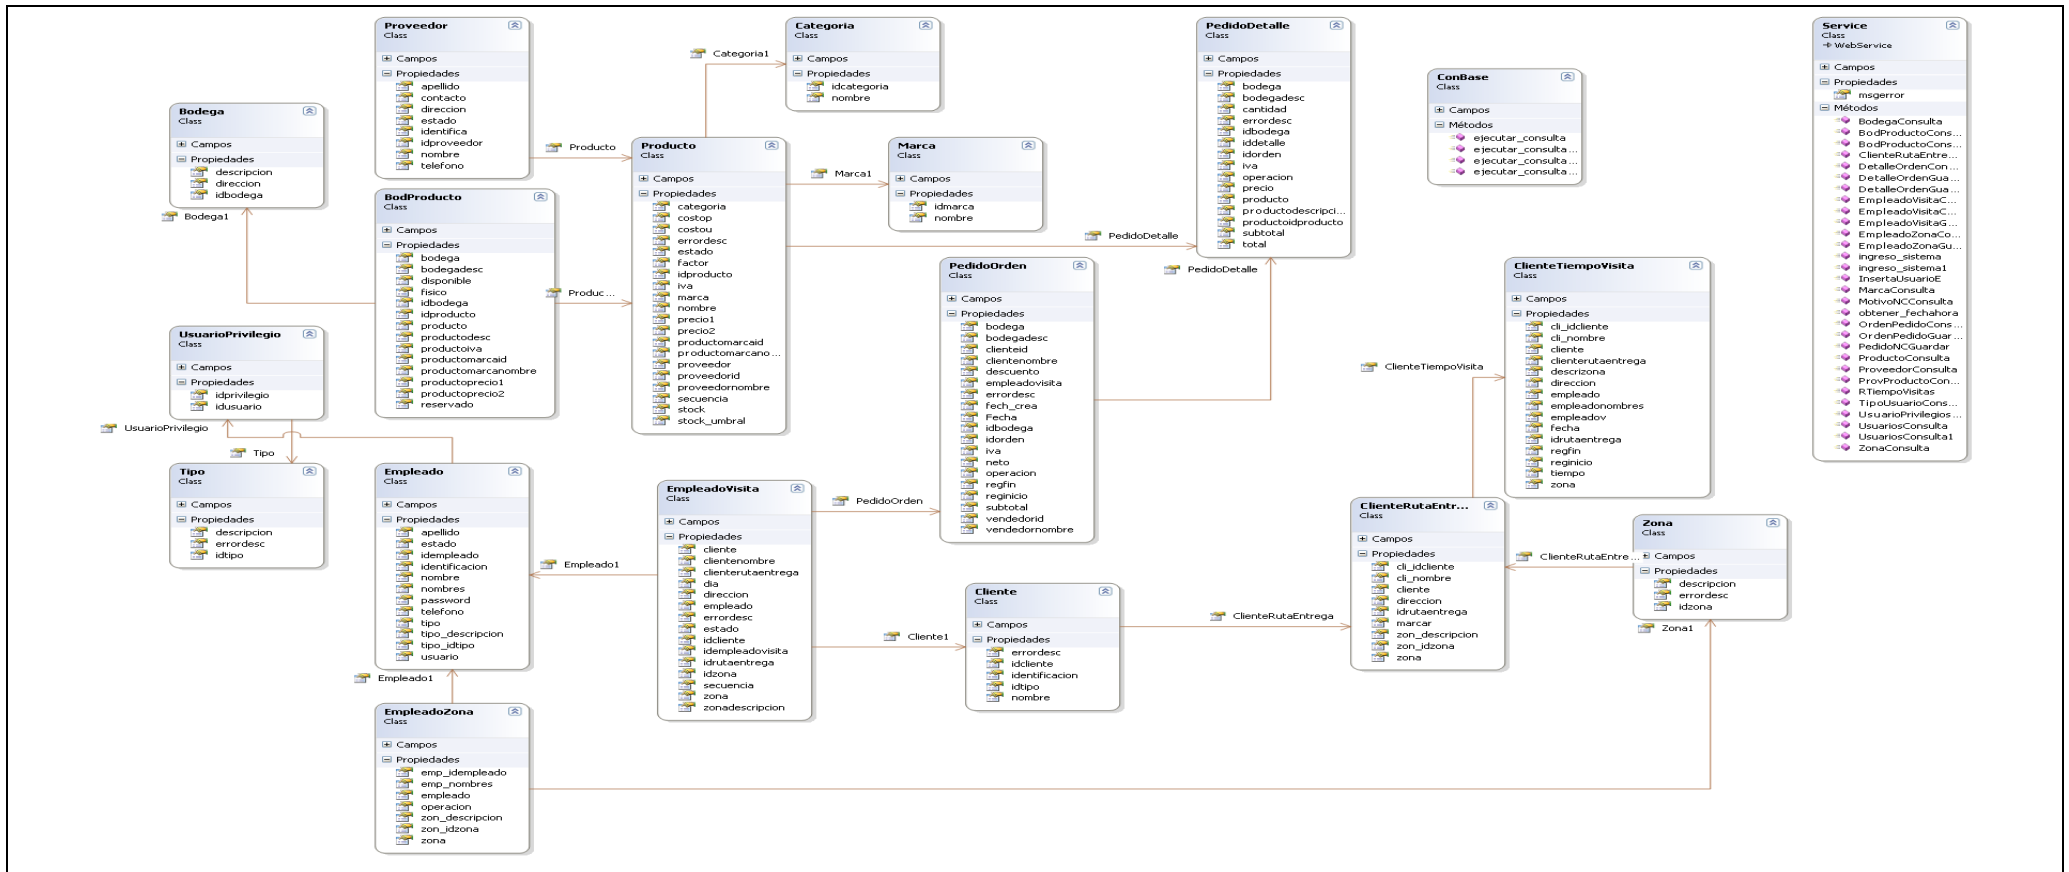 Proveedor
Class
Campos
Propiedades
apellido
contacto
direccion
estado
identifica
idproveedor
nombre
telefono
Categoria
Class
Campos
Propiedades
idcategoria
nombre
Categoria1
PedidoDetalle
Class
Campos
Propiedades
bodega
bodegadesc
cantidad
errordesc
idbodega
iddetalle
idorden
iva
operacion
precio
producto
productodescripci...
productoidproducto
subtotal
total
Service
Class
WebService
Campos
Propiedades
msgerror
Métodos
BodegaConsulta
BodProductoCons...
BodProductoCons...
ClienteRutaEntre...
DetalleOrdenCon...
DetalleOrdenGua...
DetalleOrdenGua...
EmpleadoVisitaC...
EmpleadoVisitaC...
EmpleadoVisitaG...
EmpleadoZonaCo...
EmpleadoZonaGu...
ingreso_sistema
ingreso_sistema1
InsertaUsuarioE
MarcaConsulta
MotivoNCConsulta
obtener_fechahora
OrdenPedidoCons...
OrdenPedidoGuar...
PedidoNCGuardar
ProductoConsulta
ProveedorConsulta
ProvProductoCon...
RTiempoVisitas
TipoUsuarioCons...
UsuarioPrivilegios...
UsuariosConsulta
UsuariosConsulta1
ZonaConsulta
ConBase
Class
Campos
Métodos
ejecutar_consulta
ejecutar_consulta...
ejecutar_consulta...
ejecutar_consulta...
Bodega
Class
Campos
Propiedades
descripcion
direccion
idbodega
Bodega1
Producto
Producto
Class
Campos
Propiedades
categoria
costop
costou
errordesc
estado
factor
idproducto
iva
marca
nombre
precio1
precio2
productomarcaid
productomarcano...
proveedor
proveedorid
proveedornombre
secuencia
stock
stock_umbral
Marca1
Marca
Class
Campos
Propiedades
idmarca
nombre
PedidoDetalle
PedidoDetalle
BodProducto
Class
Campos
Propiedades
bodega
bodegadesc
disponible
fisico
idbodega
idproducto
producto
productodesc
productoiva
productomarcaid
productomarcanombre
productoprecio1
productoprecio2
reservado
Produc...
PedidoOrden
Class
Campos
Propiedades
bodega
bodegadesc
clienteid
clientenombre
descuento
empleadovisita
errordesc
fech_crea
Fecha
idbodega
idorden
iva
neto
operacion
regfin
reginicio
subtotal
vendedorid
vendedornombre
ClienteTiempoVisita
Class
Campos
Propiedades
cli_idcliente
cli_nombre
cliente
clienterutaentrega
descrizona
direccion
empleado
empleadonombres
empleadov
fecha
idrutaentrega
regfin
reginicio
tiempo
zona
ClienteTiempoVisita
UsuarioPrivilegio
Class
Campos
Propiedades
idprivilegio
idusuario
UsuarioPrivilegio
Tipo
Tipo
Class
Campos
Propiedades
descripcion
errordesc
idtipo
Empleado
Class
Campos
Propiedades
apellido
estado
idempleado
identificacion
nombre
nombres
password
telefono
tipo
tipo_descripcion
tipo_idtipo
usuario
Empleado1
EmpleadoVisita
Class
Campos
Propiedades
cliente
clientenombre
clienterutaentrega
dia
direccion
empleado
errordesc
estado
idcliente
idempleadovisita
idrutaentrega
idzona
secuencia
zona
zonadescripcion
PedidoOrden
Empleado1
Cliente1
Cliente
Class
Campos
Propiedades
errordesc
idcliente
identificacion
idtipo
nombre
ClienteRutaEntrega
ClienteRutaEntr...
Class
Campos
Propiedades
cli_idcliente
cli_nombre
cliente
direccion
idrutaentrega
marcar
zon_descripcion
zon_idzona
zona
ClienteRutaEntre...
Zona
Class
Campos
Propiedades
descripcion
errordesc
idzona
Zona1
EmpleadoZona
Class
Campos
Propiedades
emp_idempleado
emp_nombres
empleado
operacion
zon_descripcion
zon_idzona
zona